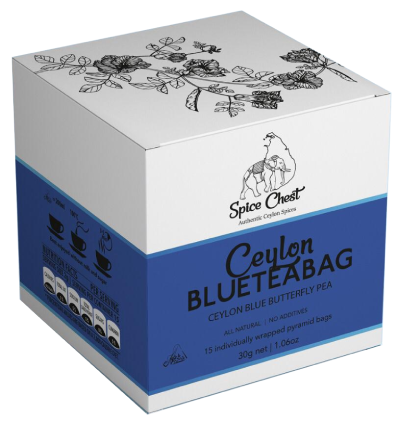 Spice Chest
Authentic Ceylon Spices
Ceylon
BLUETEABAG
CEYLON BLUE BUTTERFLY PEA
ALL NATURAL | NO ADDITIVES
15 individually wrapped pyramid bags
30g net | 1.06oz